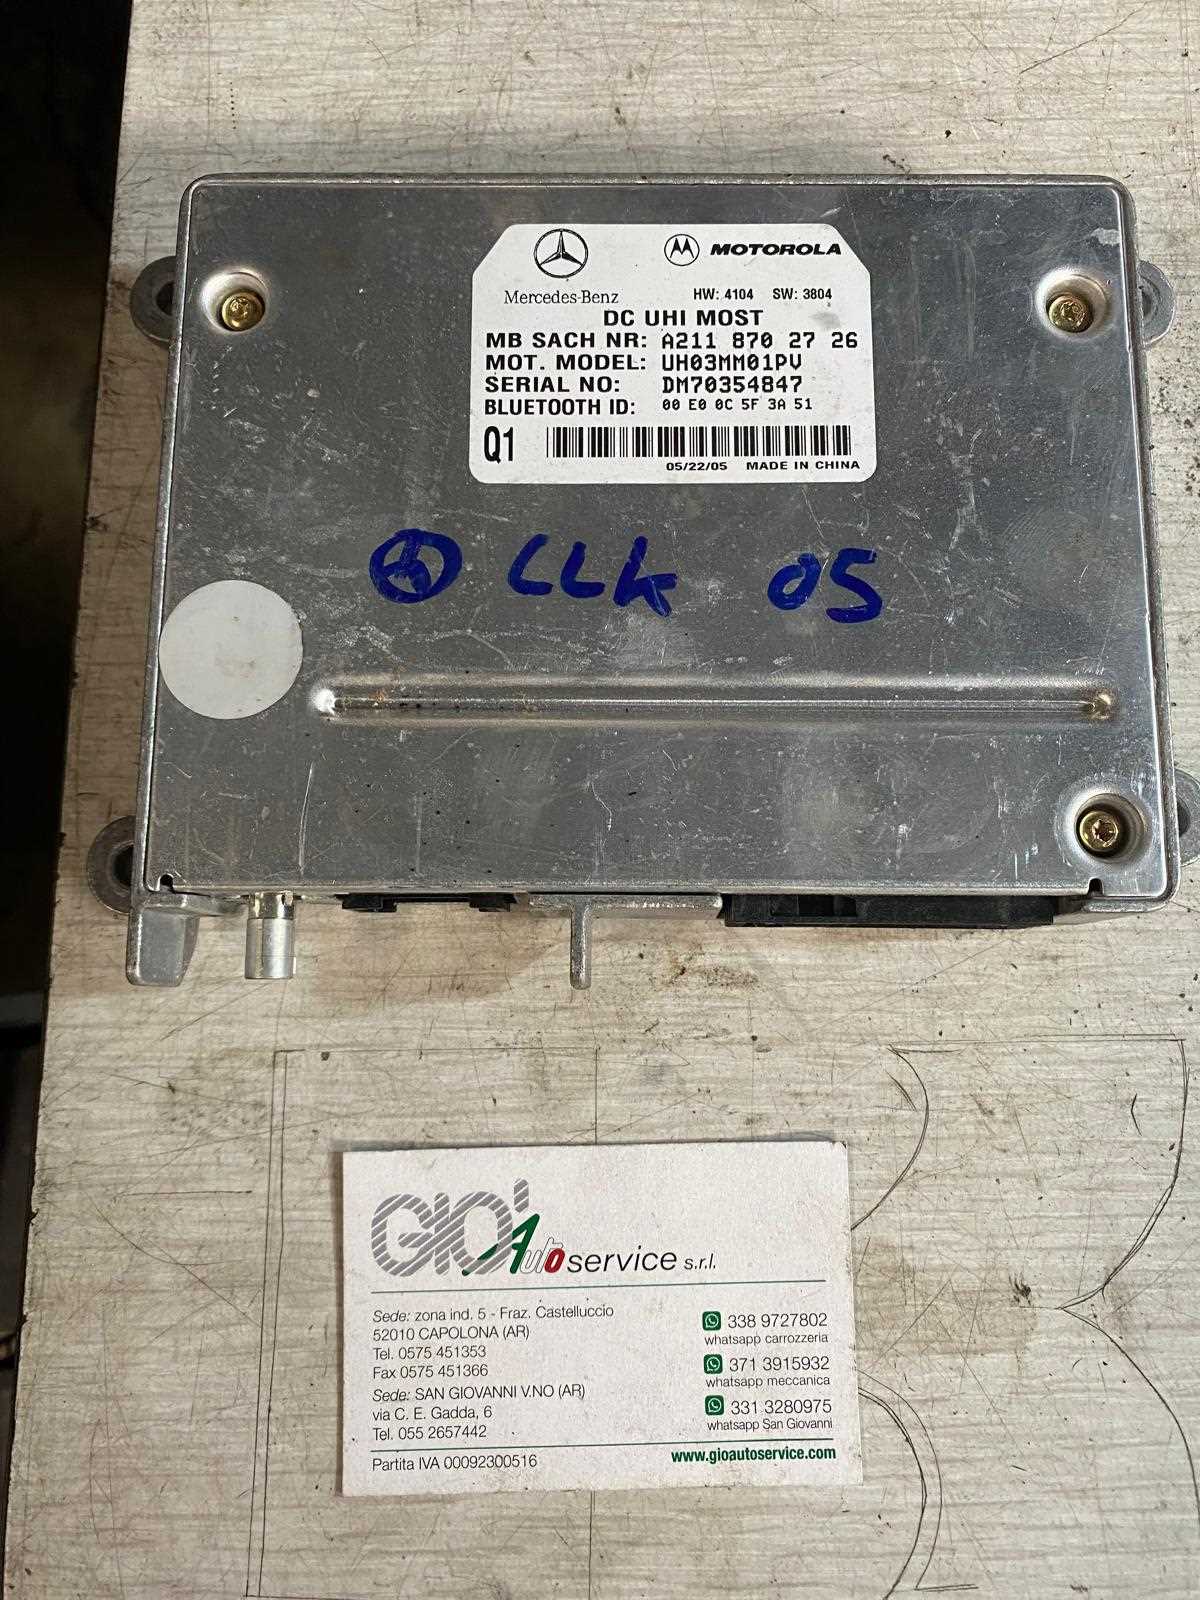 MOTOROLA
Mercedes-Benz
HW: 4104 SW: 3804
DC UHI MOST
MB SACH NR: A211 870 27 26
MOT. MODEL: UH03MM01PV
SERIAL NO: DM70354847
BLUETOOTH ID: 00 E0 0C 5F 3A 51
Q1
05/22/05 MADE IN CHINA
CLK 05
GIO' Autoservice s.r.l.
Sede: zona ind. 5 - Fraz. Castelluccio
52010 CAPOLONA (AR)
Tel. 0575 451353
Fax 0575 451366
Sede: SAN GIOVANNI V.NO (AR)
via C. E. Gadda, 6
Tel. 055 2657442
Partita IVA 00092300516
338 9727802
whatsapp carrozzeria
371 3915932
whatsapp meccanica
331 3280975
whatsapp San Giovanni
www.gioautoservice.com